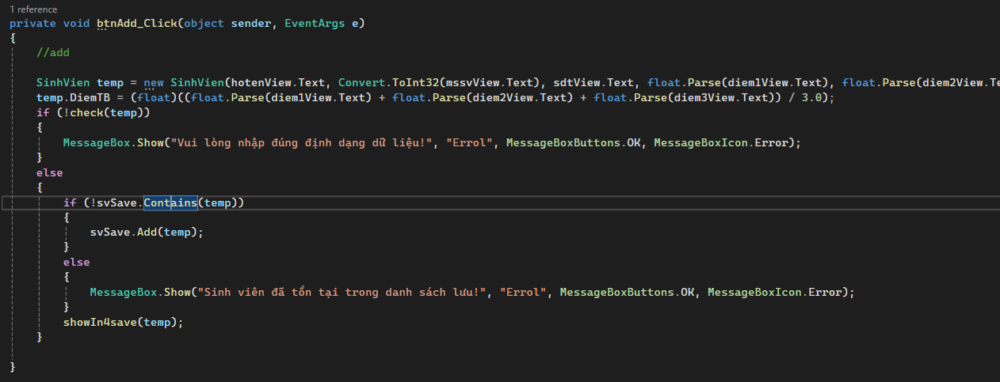 1 reference
private void btnAdd_Click(object sender, EventArgs e)
{
//add
SinhVien temp = new SinhVien(hotenView.Text, Convert.ToInt32(mssvView.Text), sdtView.Text, float.Parse(diem1View.Text), float.Parse(diem2View.Te
temp.DiemTB = (float)((float.Parse(diem1View.Text) + float.Parse(diem2View.Text) + float.Parse(diem3View.Text)) / 3.0);
if (!check(temp))
{
MessageBox.Show("Vui lòng nhập đúng định dạng dữ liệu!", "Errol", MessageBoxButtons.OK, MessageBoxIcon.Error);
}
else
{
if (!svSave.Contains(temp))
{
svSave.Add(temp);
}
else
{
MessageBox.Show("Sinh viên đã tồn tại trong danh sách lưu!", "Errol", MessageBoxButtons.OK, MessageBoxIcon.Error);
}
showIn4save(temp);
}
}